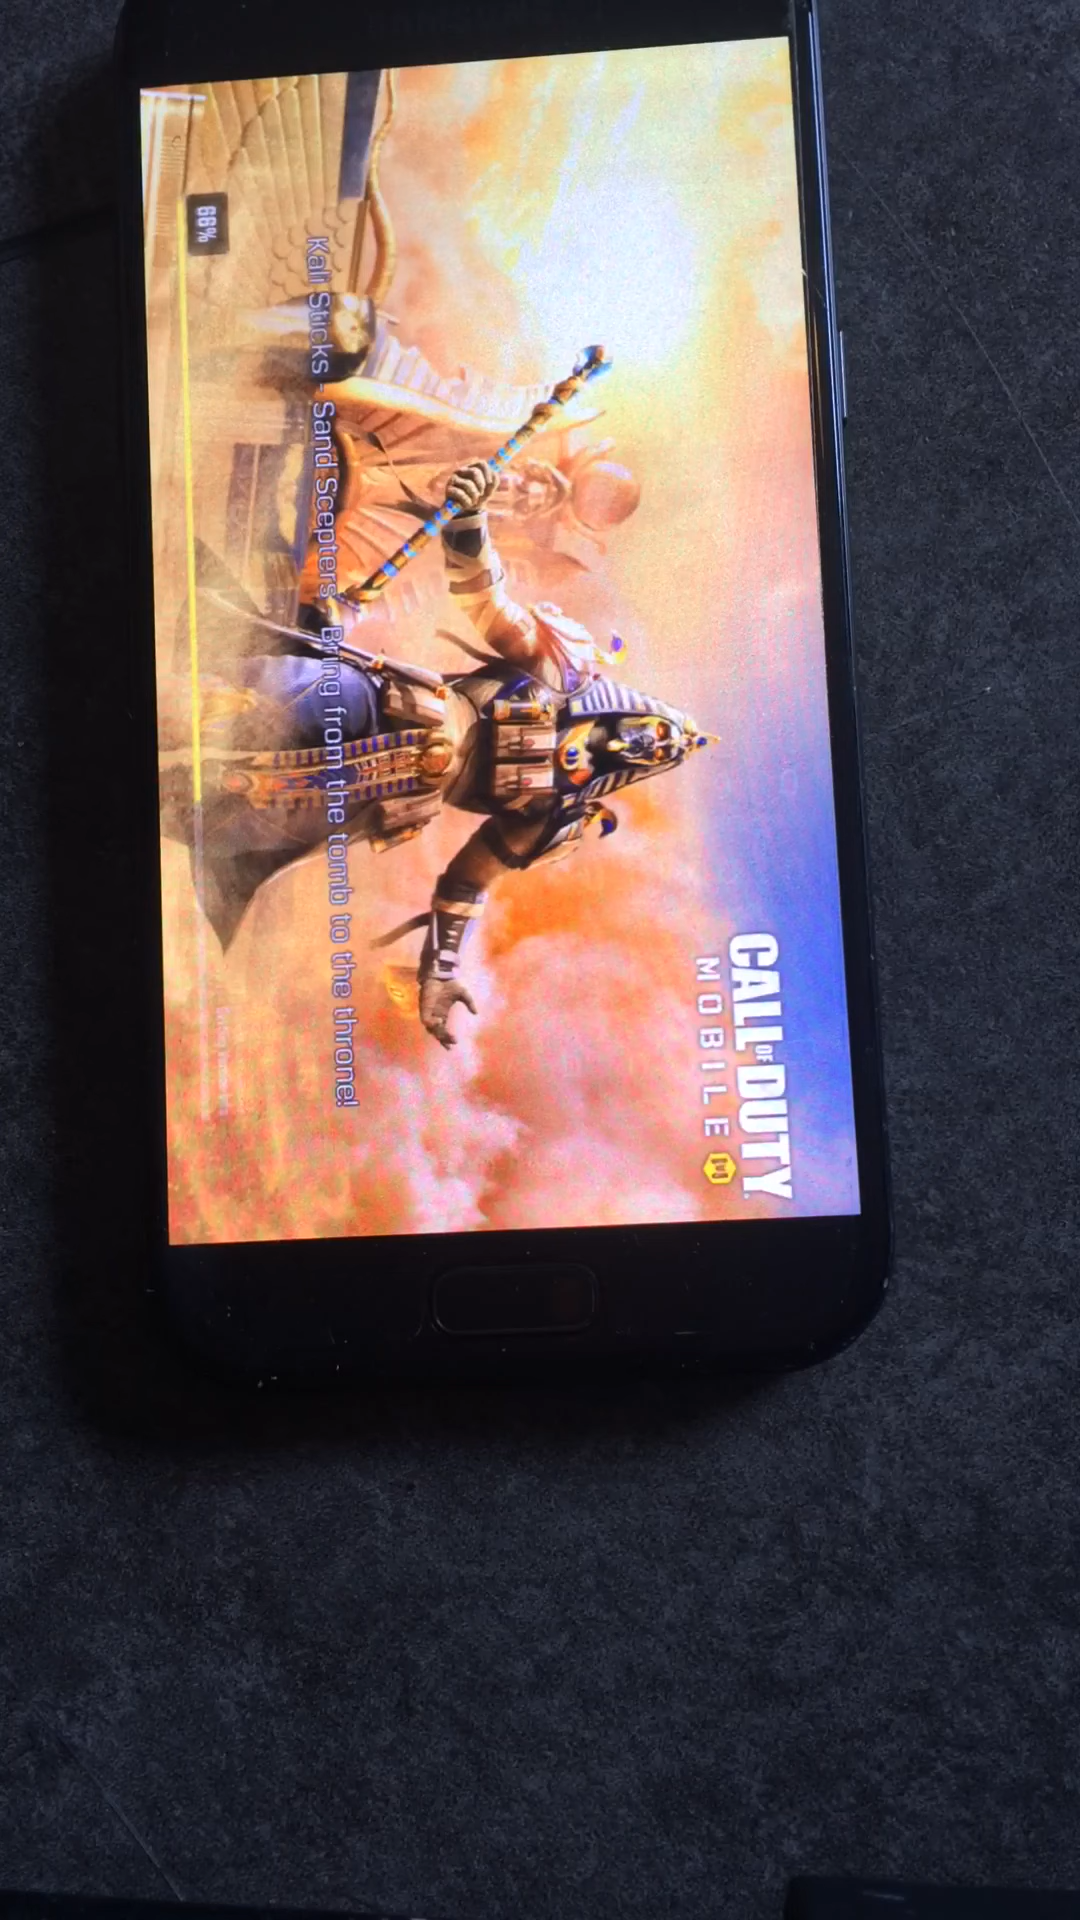 CALL OF DUTY
MOBILE
Kali Sticks - Sand Scepters - Bring from the tomb to the throne!
66%